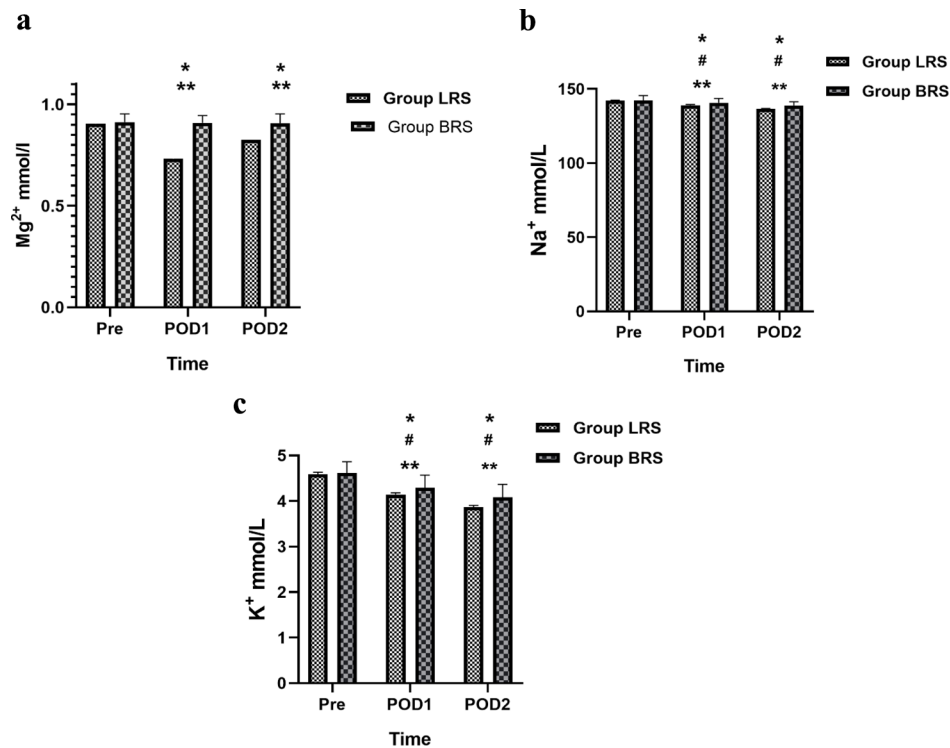 a
* *
** **
1.0
0.5
0.0
Mg2+ mmol/l
Pre POD1 POD2
Time
Group LRS
Group BRS
b
* *
# #
** **
150
100
50
0
Na+ mmol/L
Pre POD1 POD2
Time
Group LRS
Group BRS
c
* *
# #
** **
5
4
3
2
1
0
K+ mmol/L
Pre POD1 POD2
Time
Group LRS
Group BRS